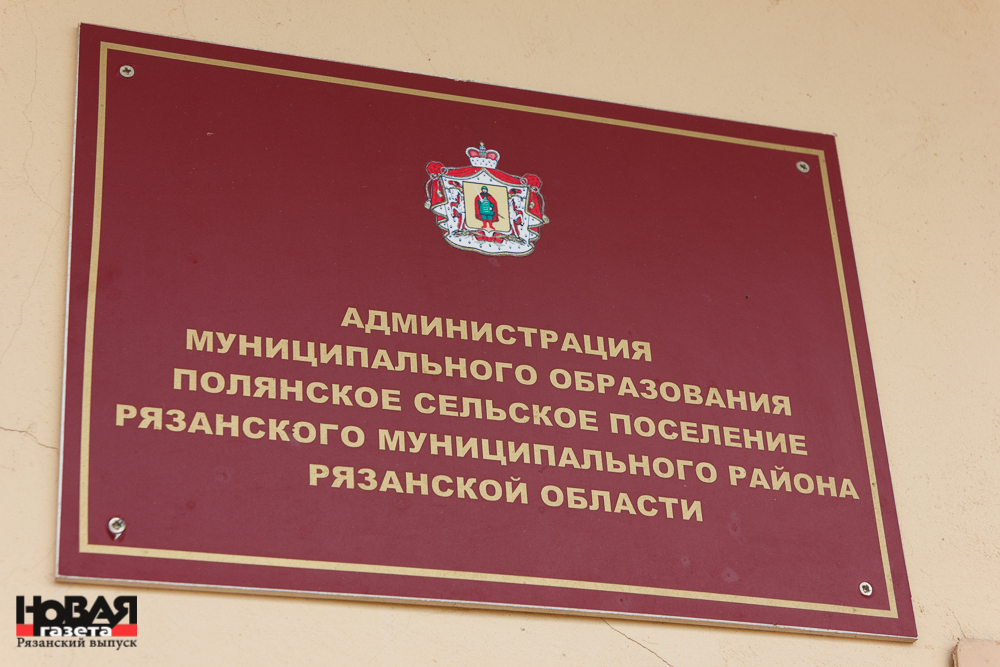 АДМИНИСТРАЦИЯ
МУНИЦИПАЛЬНОГО ОБРАЗОВАНИЯ
ПОЛЯНСКОЕ СЕЛЬСКОЕ ПОСЕЛЕНИЕ
РЯЗАНСКОГО МУНИЦИПАЛЬНОГО РАЙОНА
РЯЗАНСКОЙ ОБЛАСТИ
НОВАЯ
газета
Рязанский выпуск